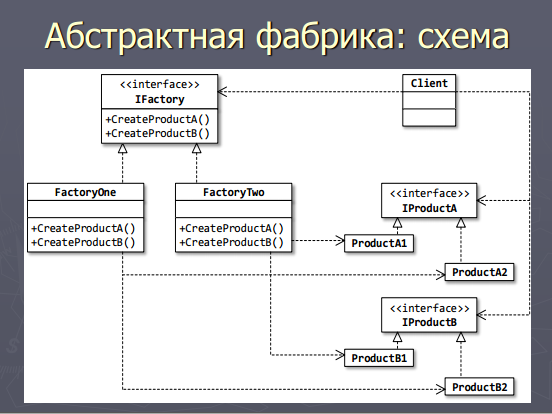 Абстрактная фабрика: схема
<<interface>>
IFactory
+CreateProductA()
+CreateProductB()
Client
FactoryOne
+CreateProductA()
+CreateProductB()
FactoryTwo
+CreateProductA()
+CreateProductB()
<<interface>>
IProductA
ProductA1
ProductA2
<<interface>>
IProductB
ProductB1
ProductB2